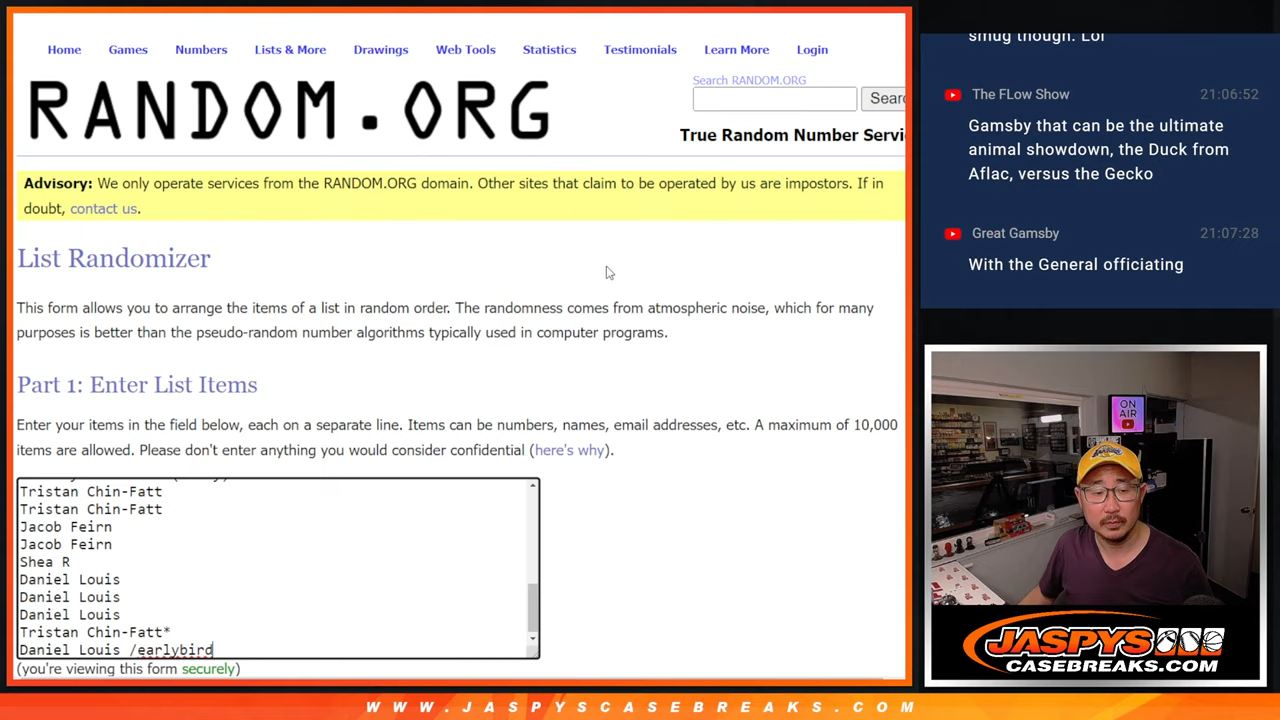 Home Games Numbers Lists & More Drawings Web Tools Statistics Testimonials Learn More Login
RANDOM.ORG
Search RANDOM.ORG
Sear
True Random Number Servi
Advisory: We only operate services from the RANDOM.ORG domain. Other sites that claim to be operated by us are impostors. If in
doubt, contact us.
List Randomizer
This form allows you to arrange the items of a list in random order. The randomness comes from atmospheric noise, which for many
purposes is better than the pseudo-random number algorithms typically used in computer programs.
Part 1: Enter List Items
Enter your items in the field below, each on a separate line. Items can be numbers, names, email addresses, etc. A maximum of 10,000
items are allowed. Please don't enter anything you would consider confidential (here's why).
Tristan Chin-Fatt
Tristan Chin-Fatt
Jacob Feirn
Jacob Feirn
Shea R
Daniel Louis
Daniel Louis
Daniel Louis
Tristan Chin-Fatt*
Daniel Louis /earlybird
(you're viewing this form securely)
smug though. Lol
The FLow Show 21:06:52
Gamsby that can be the ultimate
animal showdown, the Duck from
Aflac, versus the Gecko
Great Gamsby 21:07:28
With the General officiating
ON
AIR
JASPYS
CASEBREAKS.COM
WWW.JASPYSCASEBREAKS.COM